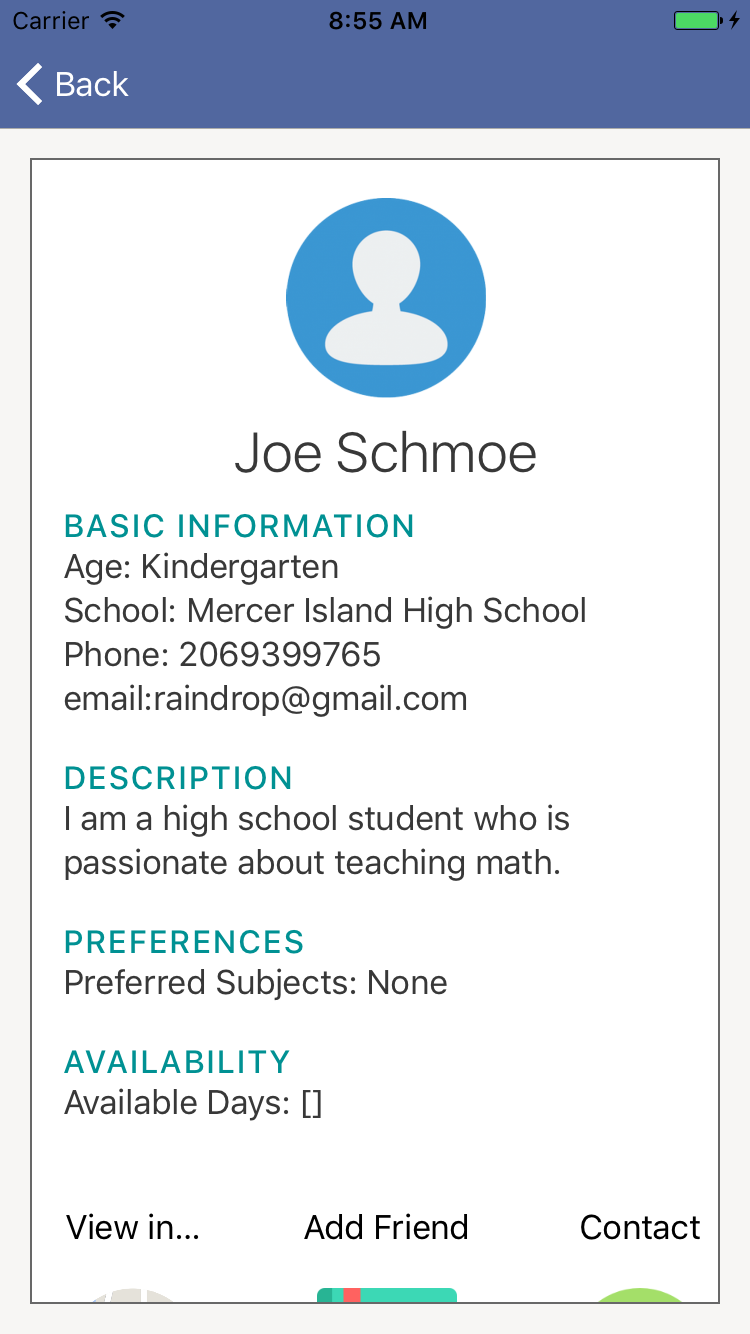 Carrier 8:55 AM
Back
Joe Schmoe
BASIC INFORMATION
Age: Kindergarten
School: Mercer Island High School
Phone: 2069399765
email:raindrop@gmail.com
DESCRIPTION
I am a high school student who is
passionate about teaching math.
PREFERENCES
Preferred Subjects: None
AVAILABILITY
Available Days: []
View in... Add Friend Contact